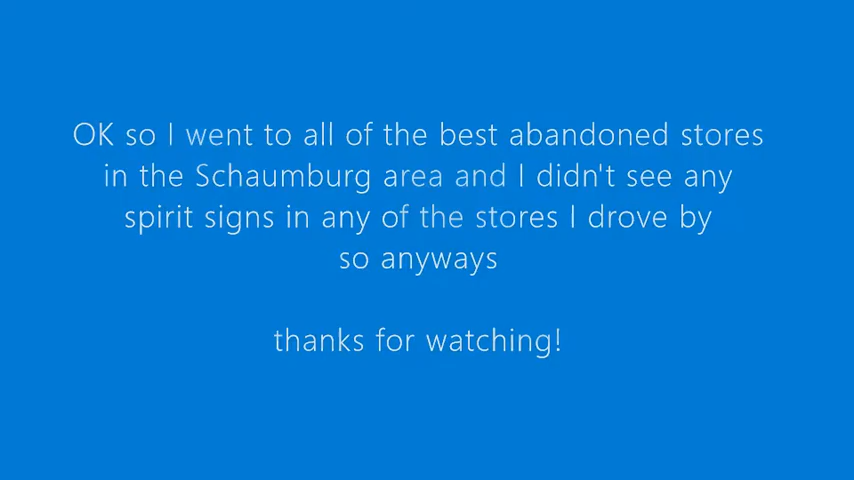 OK so I went to all of the best abandoned stores
in the Schaumburg area and I didn't see any
spirit signs in any of the stores I drove by
so anyways
thanks for watching!